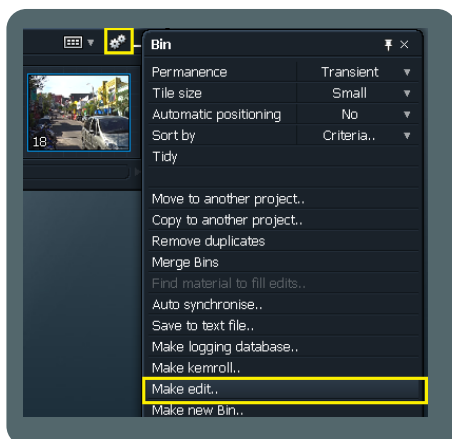 Bin
Permanence Transient
Tile size Small
Automatic positioning No
Sort by Criteria..
Tidy
18
Move to another project..
Copy to another project..
Remove duplicates
Merge Bins
Find material to fill edits..
Auto synchronise..
Save to text file..
Make logging database..
Make kemroll..
Make edit..
Make new Bin..